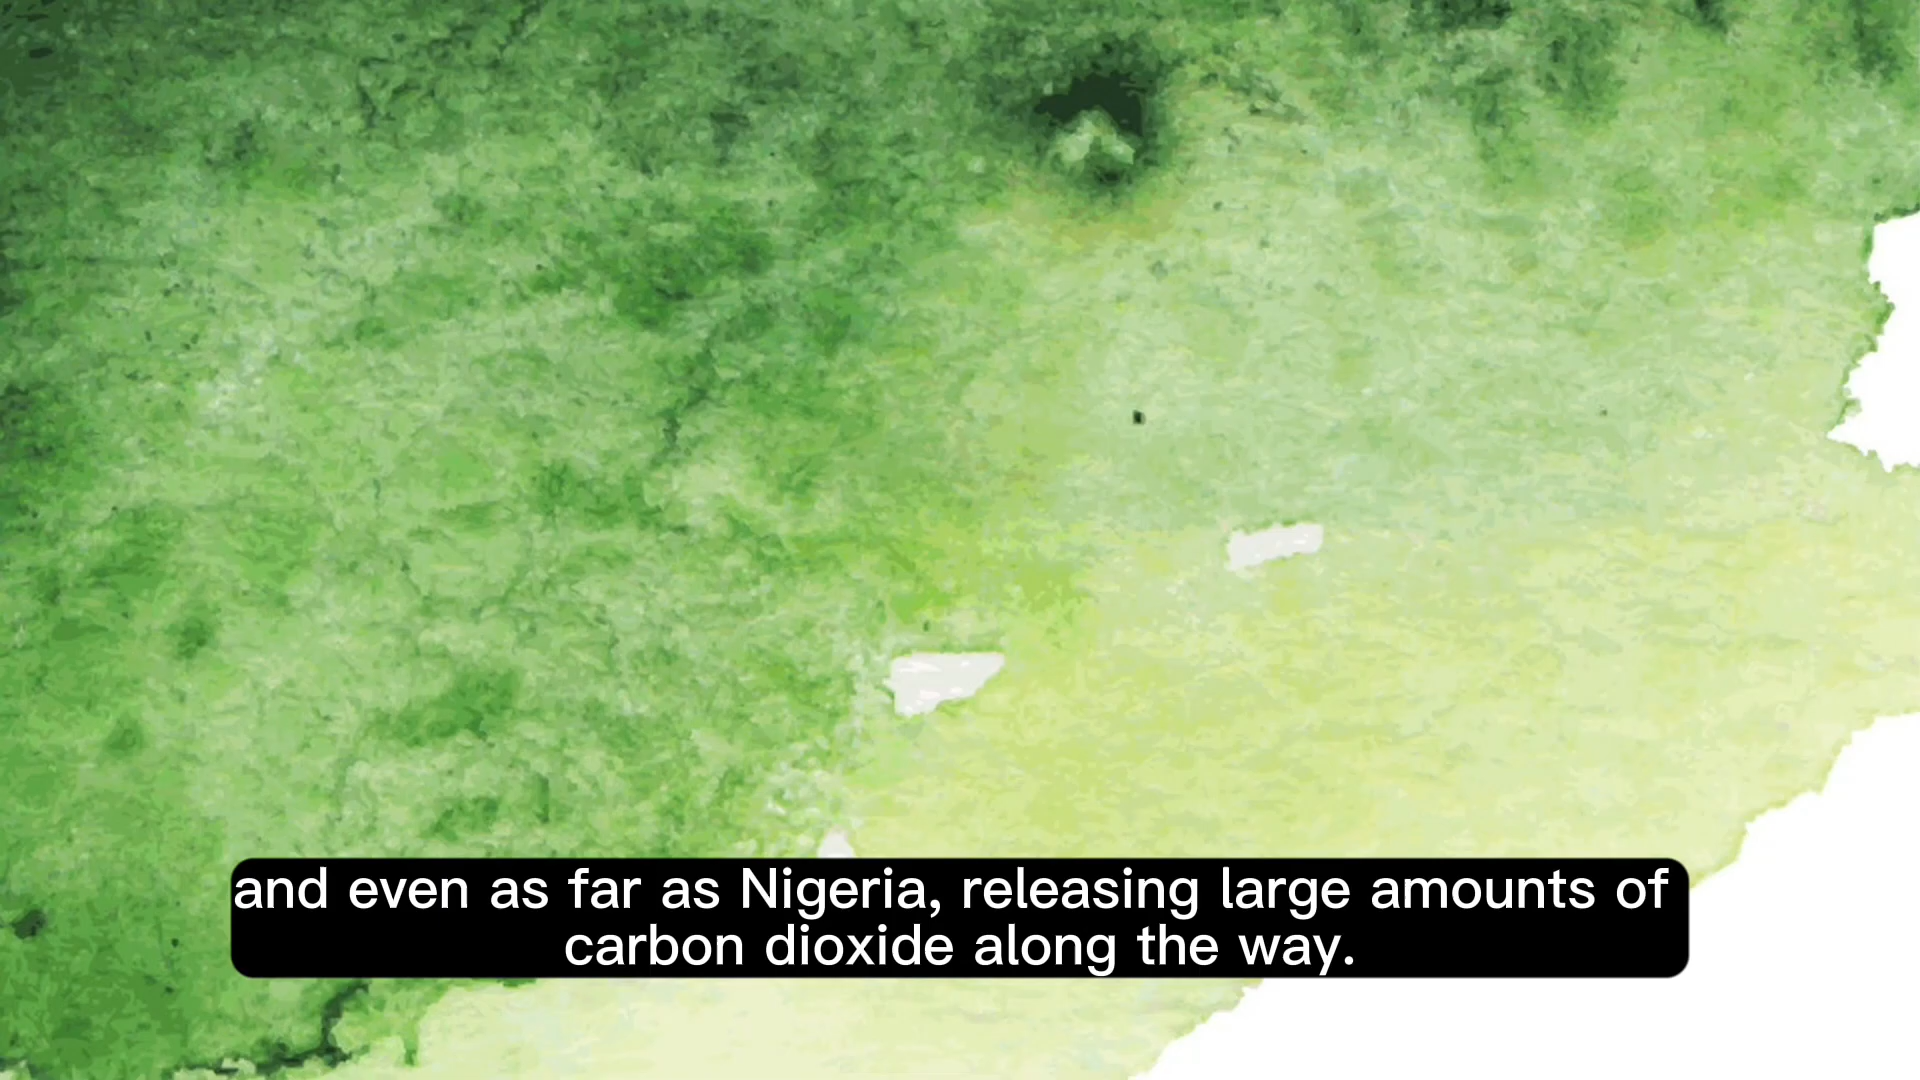 and even as far as Nigeria, releasing large amounts of
carbon dioxide along the way.